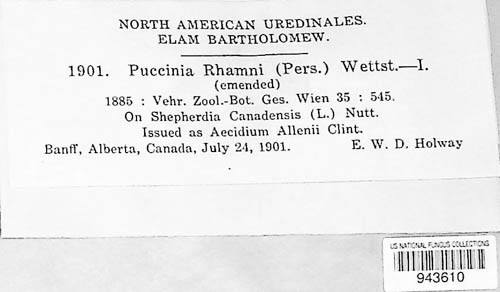 NORTH AMERICAN UREDINALES.
ELAM BARTHOLOMEW.
1901. Puccinia Rhamni (Pers.) Wettst.—I.
(emended)
1885 : Vehr. Zool.-Bot. Ges. Wien 35 : 545.
On Shepherdia Canadensis (L.) Nutt.
Issued as Aecidium Allenii Clint.
Banff, Alberta, Canada, July 24, 1901. E. W. D. Holway
US NATIONAL FUNGUS COLLECTIONS
943610